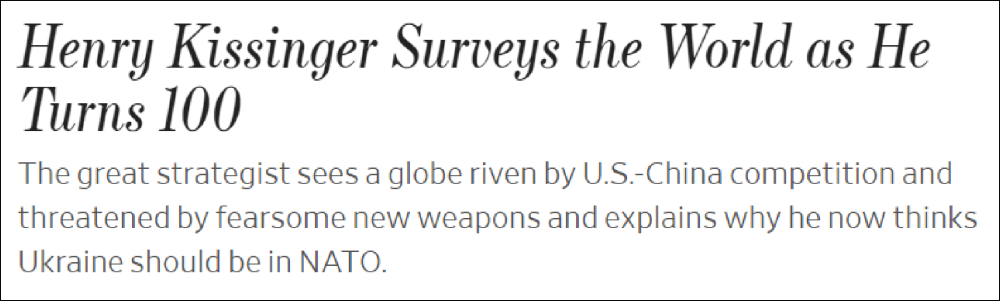 Henry Kissinger Surveys the World as He
Turns 100
The great strategist sees a globe riven by U.S.-China competition and
threatened by fearsome new weapons and explains why he now thinks
Ukraine should be in NATO.